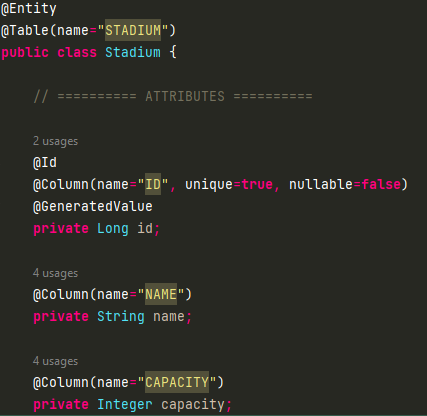 @Entity
@Table(name="STADIUM")
public class Stadium {
// ========== ATTRIBUTES ==========
2 usages
@Id
@Column(name="ID", unique=true, nullable=false)
@GeneratedValue
private Long id;
4 usages
@Column(name="NAME")
private String name;
4 usages
@Column(name="CAPACITY")
private Integer capacity;